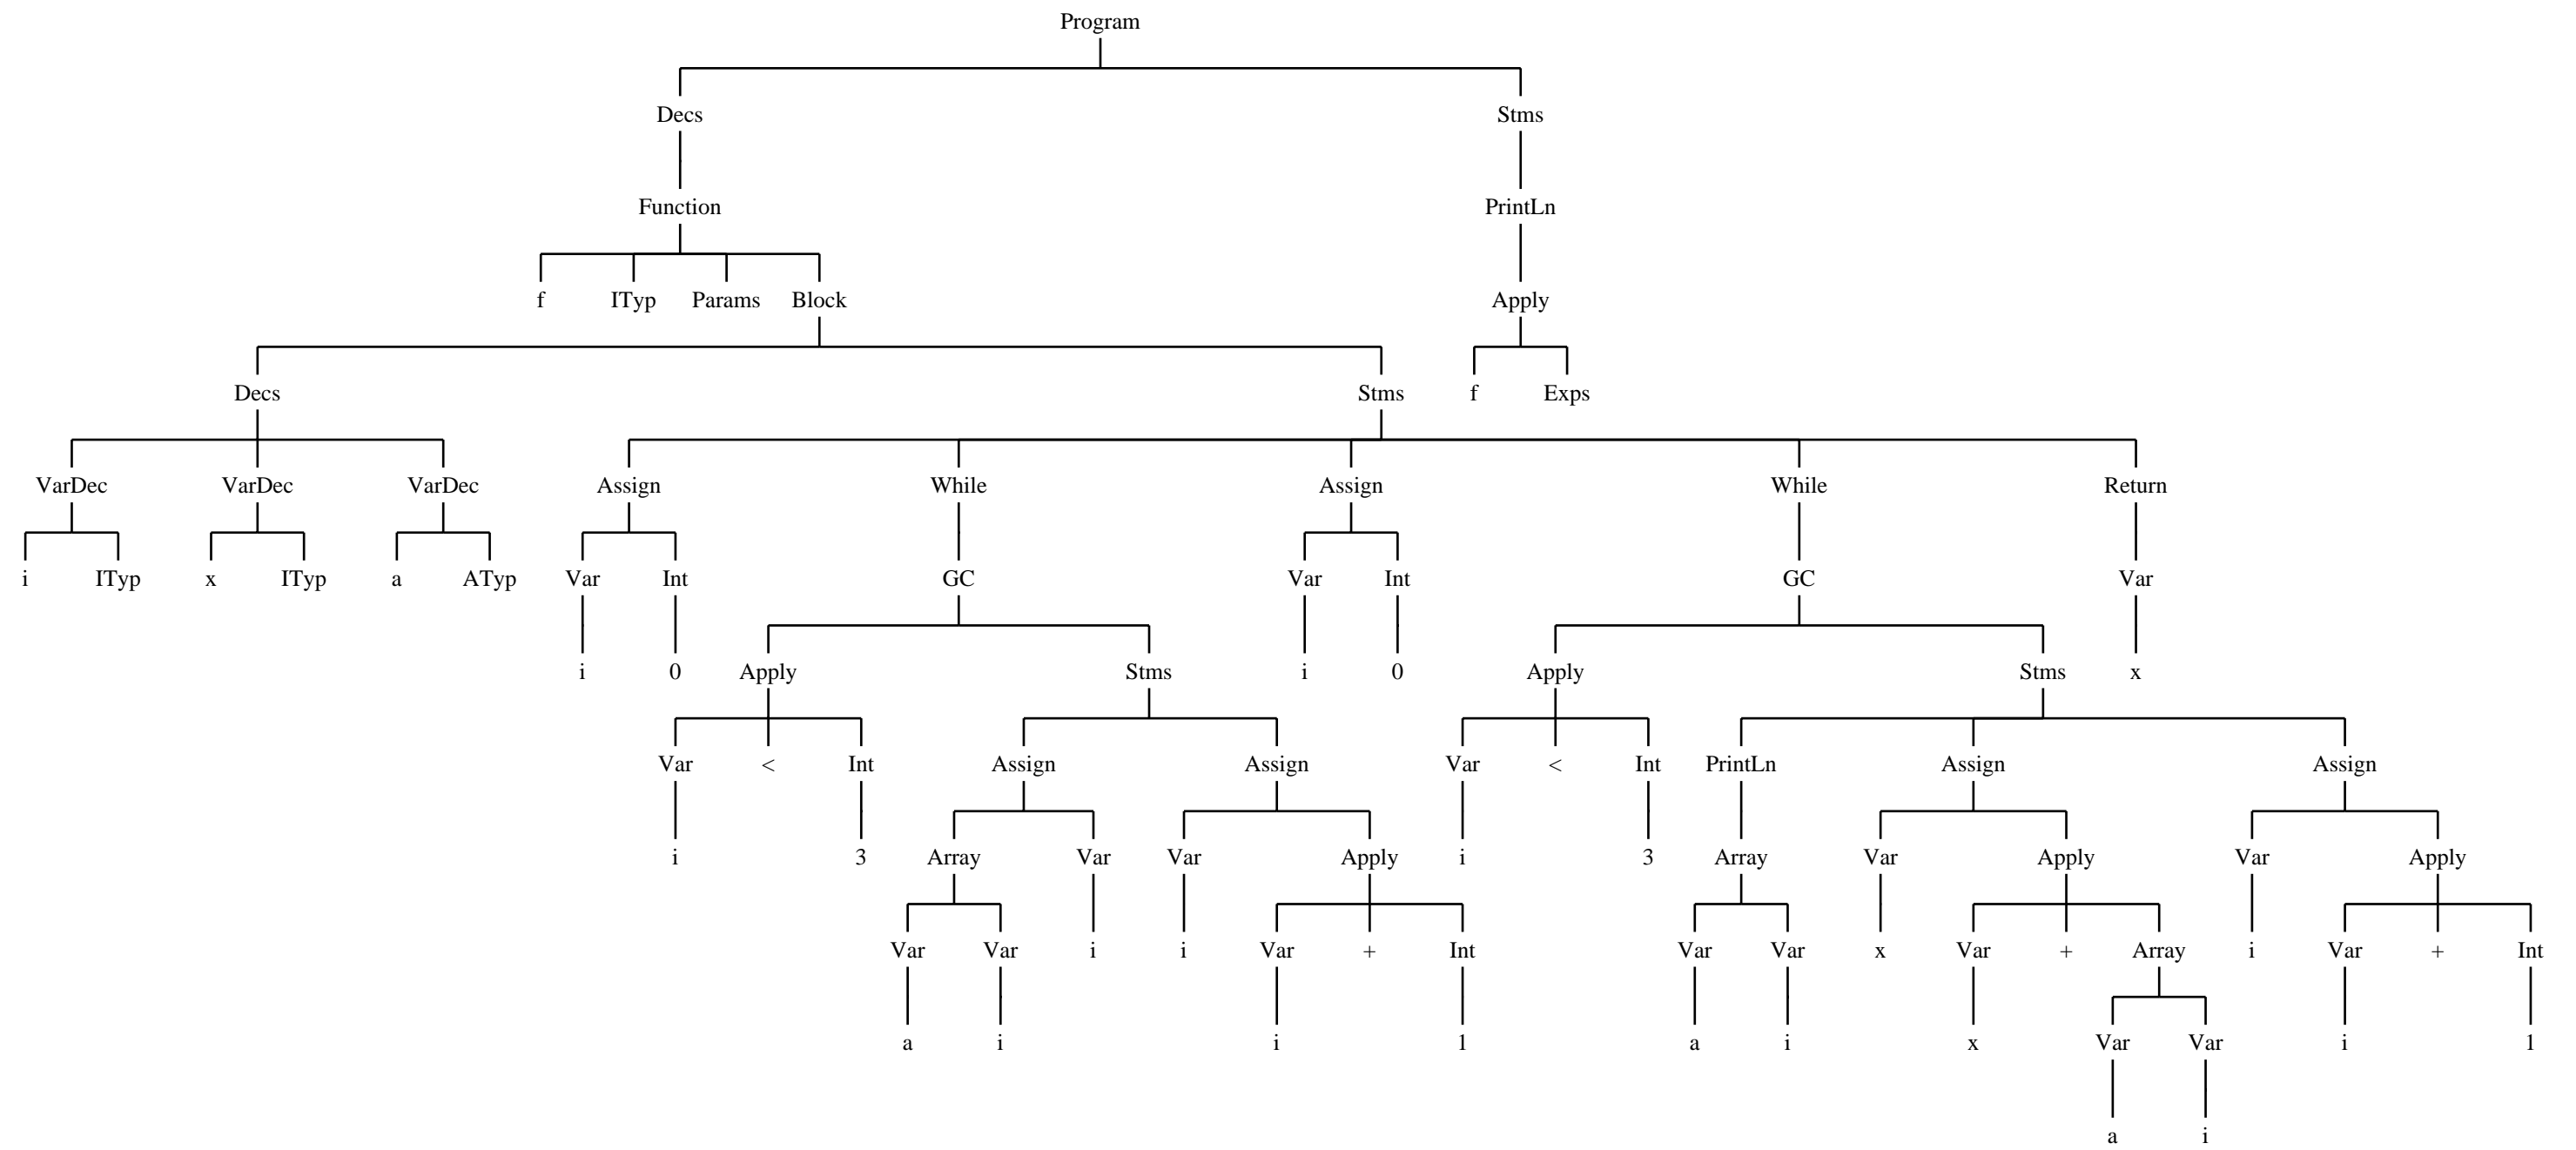 Program
Decs Stms
Function PrintLn
f ITyp Params Block Apply
Decs Stms f Exps
VarDec VarDec VarDec Assign While Assign While Return
i ITyp x ITyp a ATyp Var Int GC Var Int GC Var
i 0 Apply Stms i 0 Apply Stms x
Var < Int Assign Assign Var < Int PrintLn Assign Assign
i 3 Array Var Var Apply i 3 Array Var Apply Var Apply
Var Var i i Var + Int Var Var x Var + Array i Var + Int
a i i 1 a i x Var Var i 1
a i